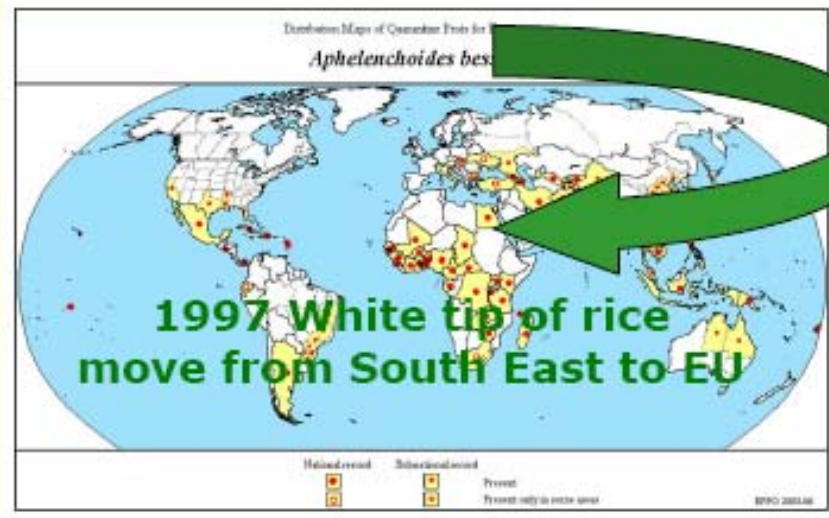 Distribution Maps of Quarantine Pests for
Aphelenchoides bes
1997 White tip of rice
move from South East to EU
National record Subnational record
Present
Present only in some areas